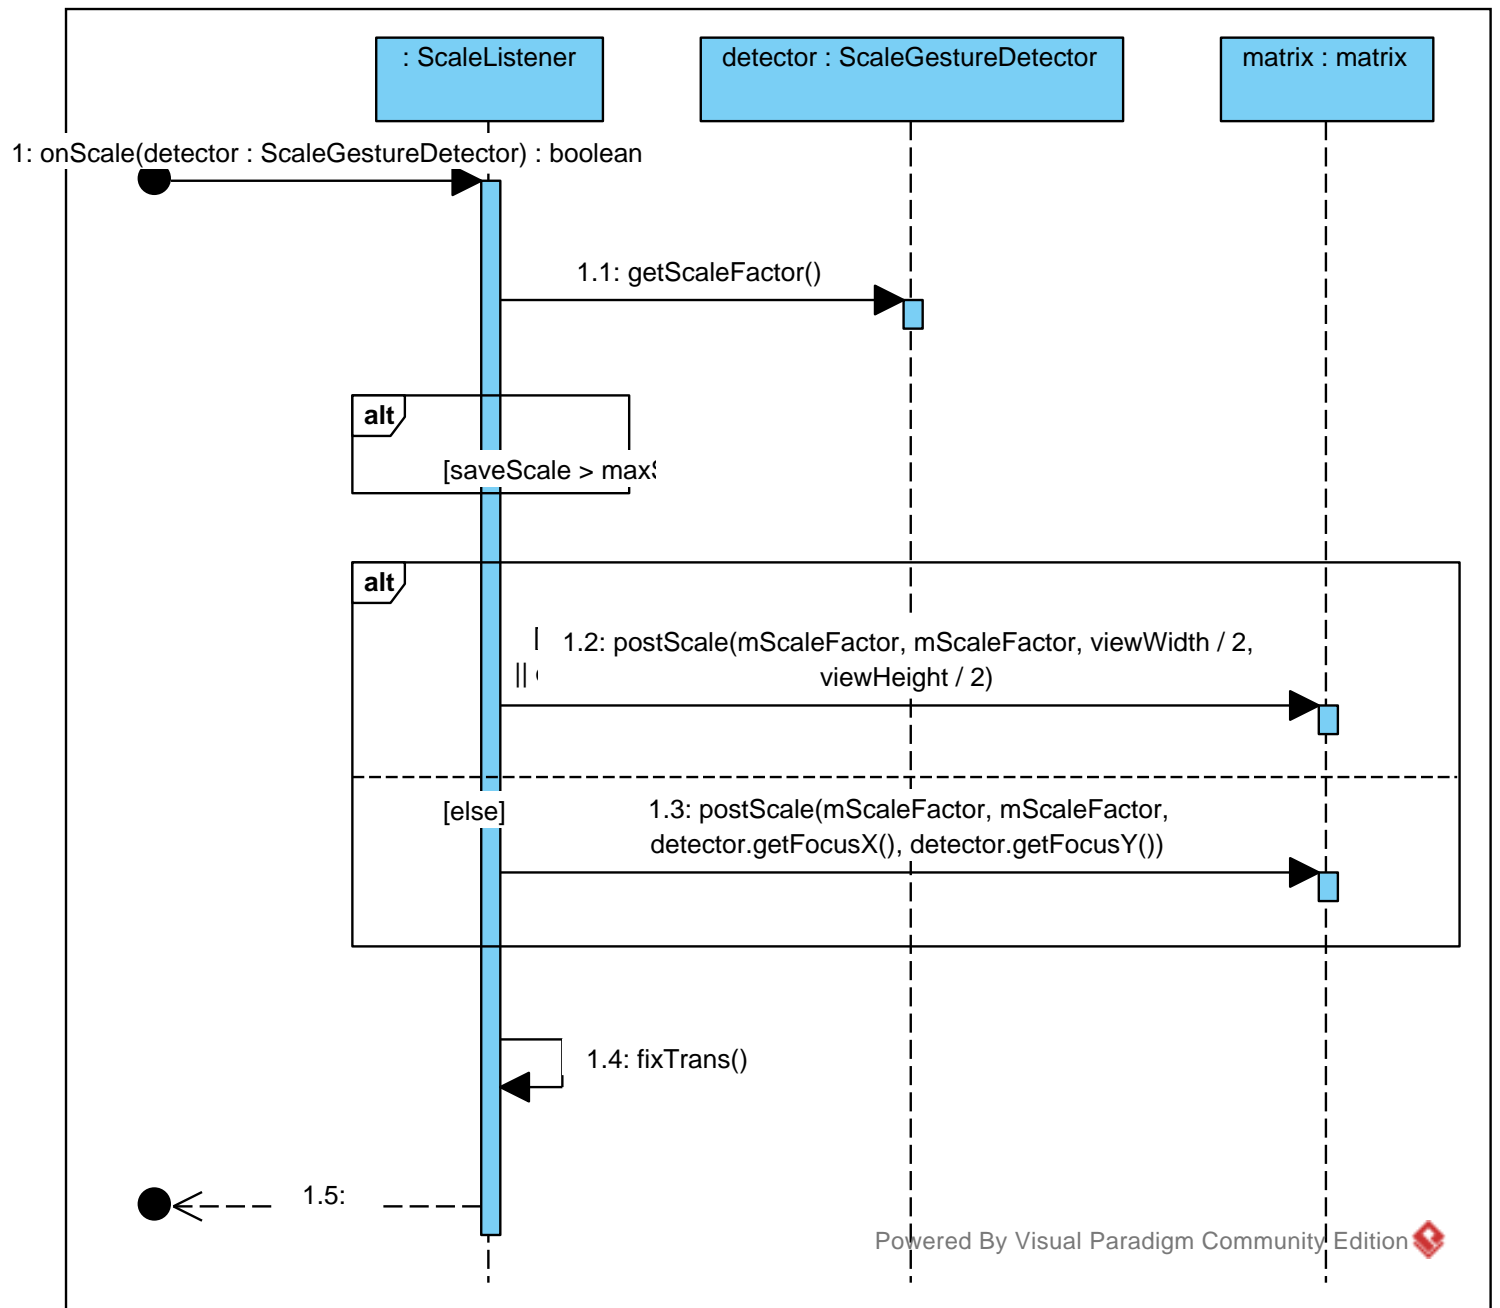 : ScaleListener
detector : ScaleGestureDetector
matrix : matrix
1: onScale(detector : ScaleGestureDetector) : boolean
1.1: getScaleFactor()
alt
[saveScale >
alt
||
1.2: postScale(mScaleFactor, mScaleFactor, viewWidth / 2,
viewHeight / 2)
[else]
1.3: postScale(mScaleFactor, mScaleFactor,
detector.getFocusX(), detector.getFocusY())
1.4: fixTrans()
1.5:
Powered By Visual Paradigm Community Edition